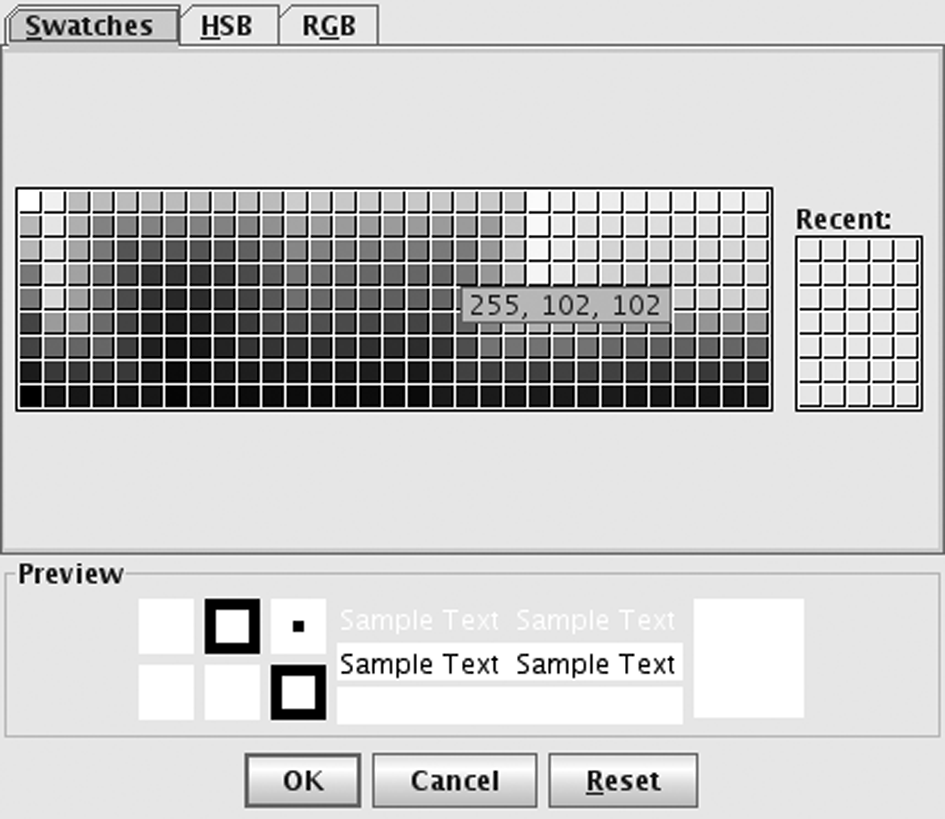 Swatches HSB RGB
Recent:
255, 102, 102
Preview
Sample Text Sample Text
Sample Text Sample Text
OK Cancel Reset